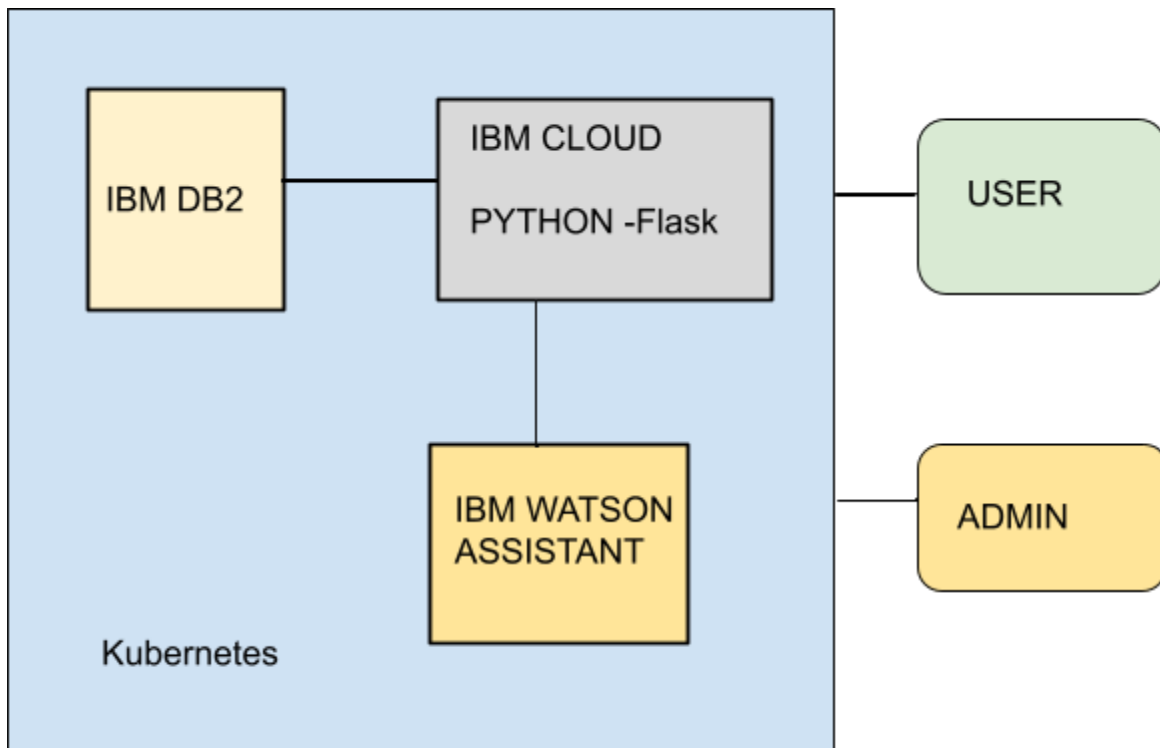 IBM DB2
IBM CLOUD
PYTHON -Flask
USER
IBM WATSON
ASSISTANT
ADMIN
Kubernetes